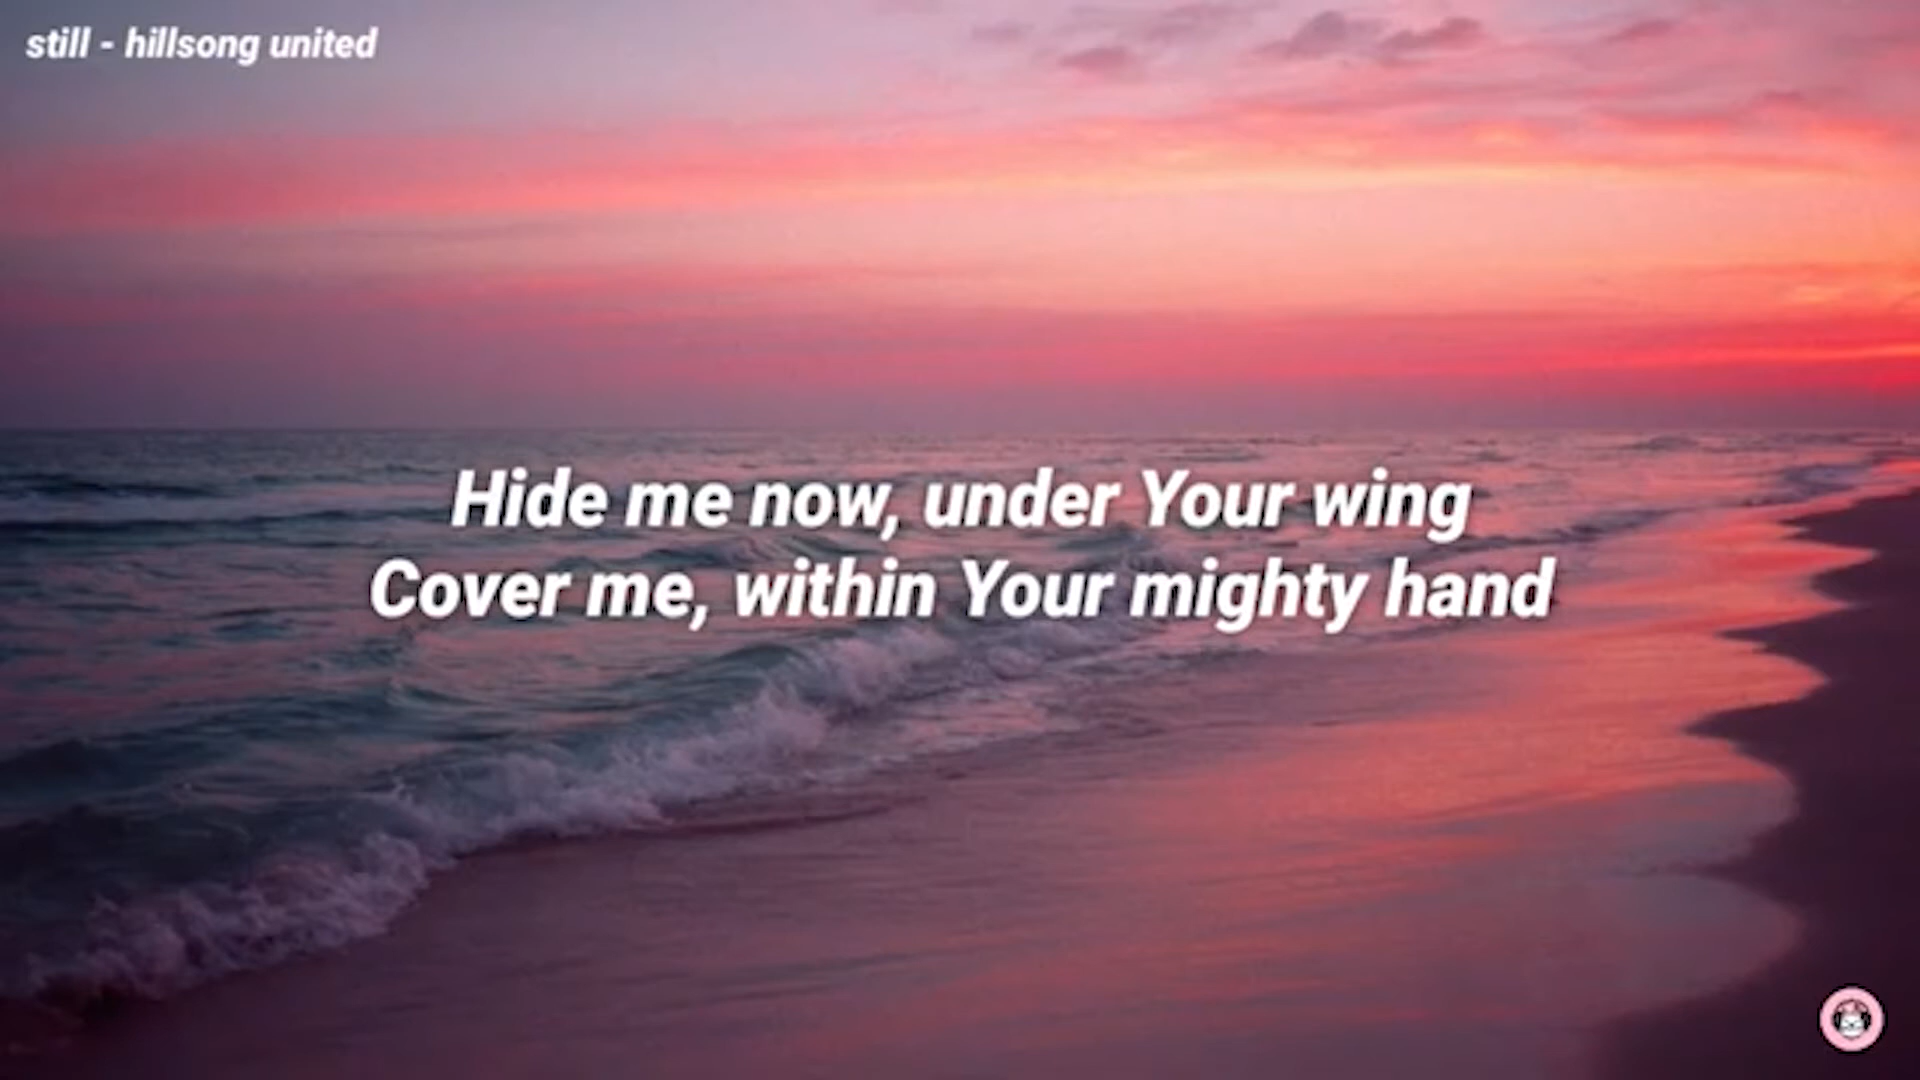 still - hillsong united
Hide me now, under Your wing
Cover me, within Your mighty hand